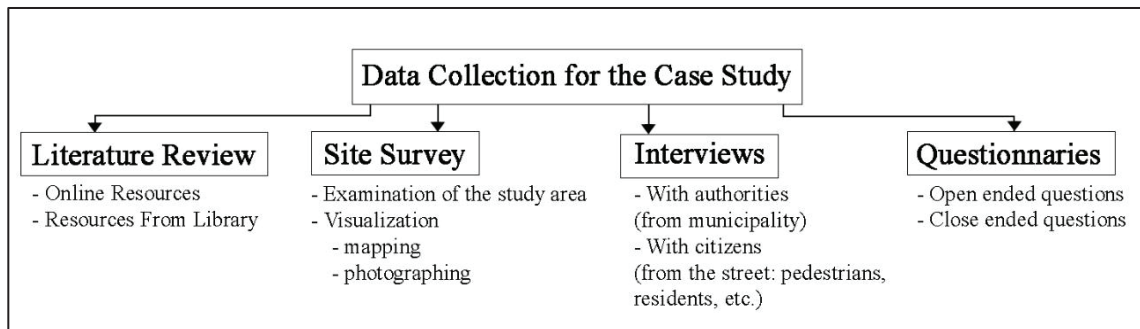 Data Collection for the Case Study
Literature Review
- Online Resources
- Resources From Library
Site Survey
- Examination of the study area
- Visualization
- mapping
- photographing
Interviews
- With authorities
(from municipality)
- With citizens
(from the street: pedestrians,
residents, etc.)
Questionnaries
- Open ended questions
- Close ended questions